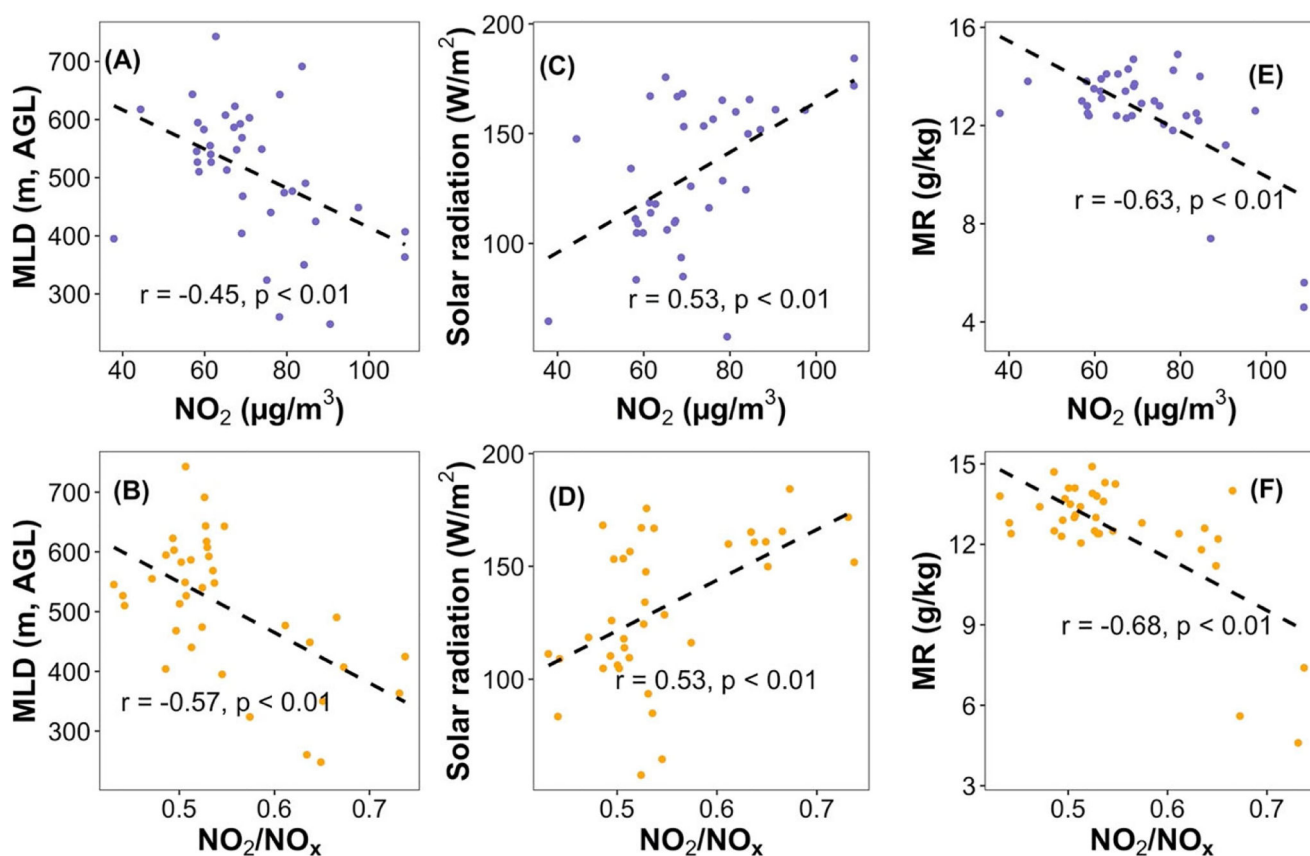 (A)
MLD (m, AGL)
700
600
500
400
300
r = -0.45, p < 0.01
40
60
80
100
NO₂ (µg/m³)
(C)
Solar radiation (W/m²)
200
150
100
r = 0.53, p < 0.01
40
60
80
100
NO₂ (µg/m³)
(E)
MR (g/kg)
16
12
8
4
r = -0.63, p < 0.01
40
60
80
100
NO₂ (µg/m³)
(B)
MLD (m, AGL)
700
600
500
400
300
r = -0.57, p < 0.01
0.5
0.6
0.7
NO₂/NOₓ
(D)
Solar radiation (W/m²)
200
150
100
r = 0.53, p < 0.01
0.5
0.6
0.7
NO₂/NOₓ
(F)
MR (g/kg)
15
12
9
6
3
r = -0.68, p < 0.01
0.5
0.6
0.7
NO₂/NOₓ